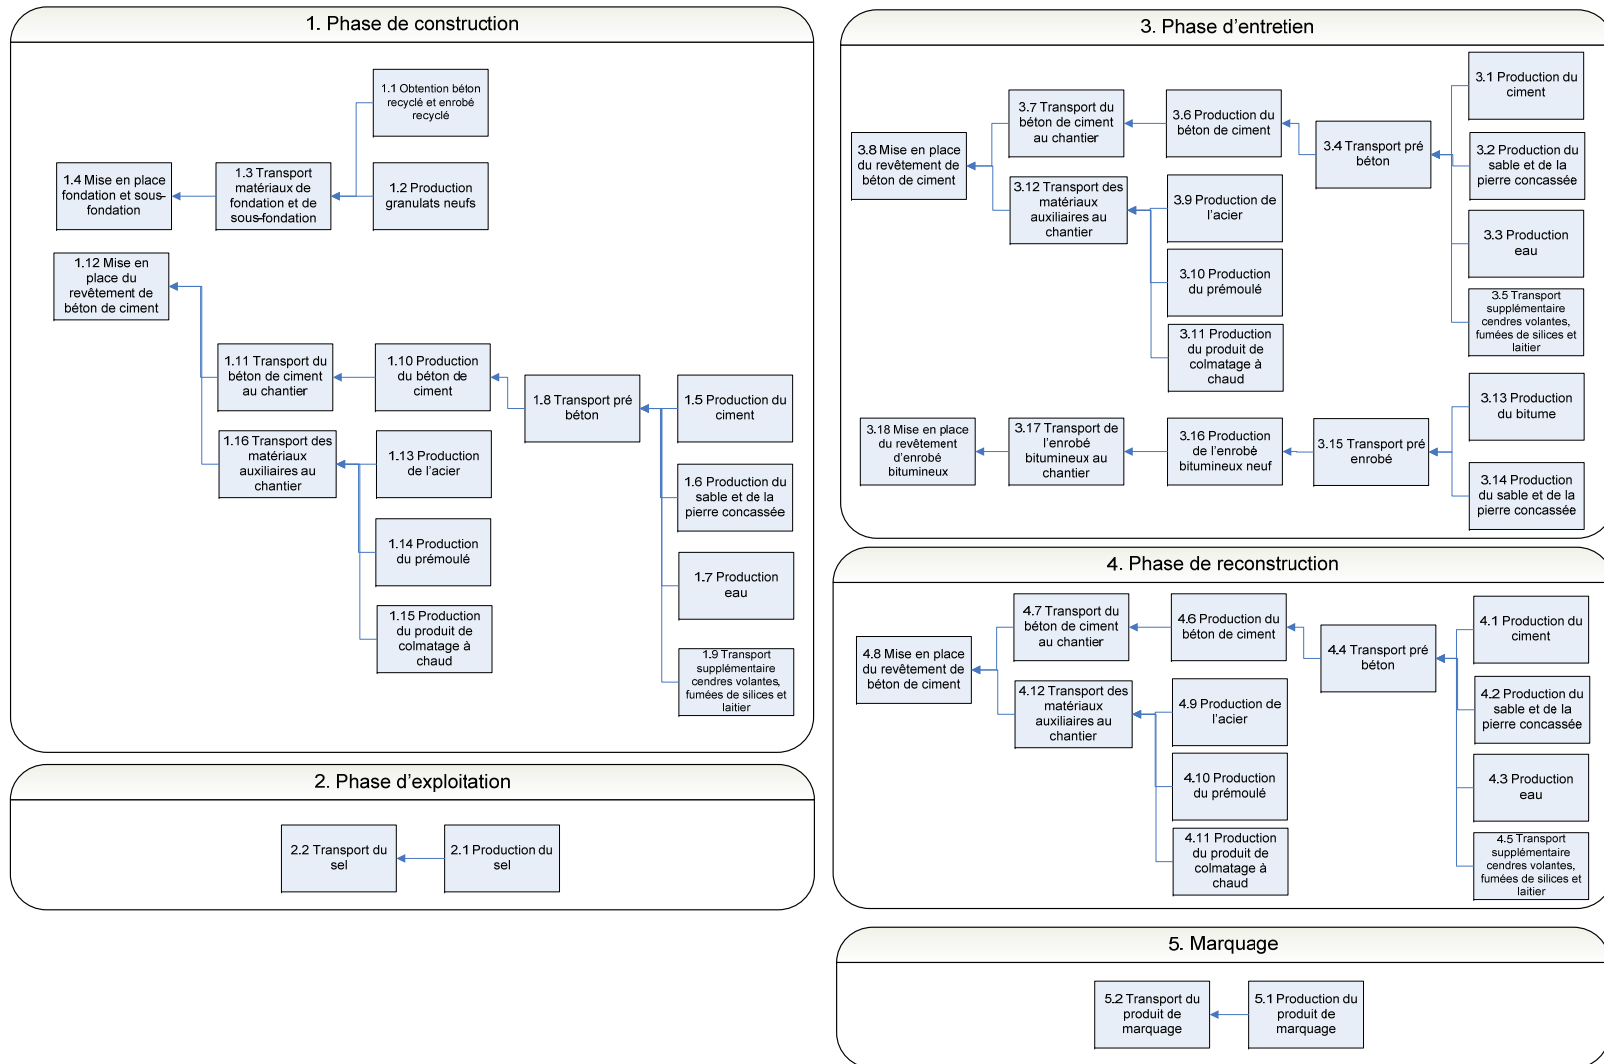 1. Phase de construction
1.1 Obtention béton
recyclé et enrobé
recyclé
1.2 Production
granulats neufs
1.3 Transport
matériaux de
fondation et de
sous-fondation
1.4 Mise en place
fondation et sous-
fondation
1.12 Mise en
place du
revêtement de
béton de ciment
1.11 Transport du
béton de ciment
au chantier
1.10 Production
du béton de
ciment
1.8 Transport pré
béton
1.5 Production du
ciment
1.16 Transport des
matériaux
auxiliaires au
chantier
1.13 Production
de l'acier
1.6 Production du
sable et de la
pierre concassée
1.14 Production
du prémoulé
1.7 Production
eau
1.15 Production
du produit de
colmatage à
chaud
1.9 Transport
supplémentaire
cendres volantes,
fumées de silices et
laitier
2. Phase d'exploitation
2.2 Transport du
sel
2.1 Production du
sel
3. Phase d'entretien
3.1 Production du
ciment
3.7 Transport du
béton de ciment
au chantier
3.6 Production du
béton de ciment
3.4 Transport pré
béton
3.8 Mise en place
du revêtement de
béton de ciment
3.2 Production du
sable et de la
pierre concassée
3.12 Transport des
matériaux
auxiliaires au
chantier
3.9 Production de
l'acier
3.3 Production
eau
3.10 Production
du prémoulé
3.5 Transport
supplémentaire
cendres volantes,
fumées de silices et
laitier
3.11 Production
du produit de
colmatage à
chaud
3.13 Production
du bitume
3.18 Mise en place
du revêtement
d'enrobé
bitumineux
3.17 Transport de
l'enrobé
bitumineux au
chantier
3.16 Production
de l'enrobé
bitumineux neuf
3.15 Transport pré
enrobé
3.14 Production
du sable et de la
pierre concassée
4. Phase de reconstruction
4.7 Transport du
béton de ciment
au chantier
4.6 Production du
béton de ciment
4.1 Production du
ciment
4.4 Transport pré
béton
4.8 Mise en place
du revêtement de
béton de ciment
4.12 Transport des
matériaux
auxiliaires au
chantier
4.9 Production de
l'acier
4.2 Production du
sable et de la
pierre concassée
4.10 Production
du prémoulé
4.3 Production
eau
4.11 Production
du produit de
colmatage à
chaud
4.5 Transport
supplémentaire
cendres volantes,
fumées de silices et
laitier
5. Marquage
5.2 Transport du
produit de
marquage
5.1 Production du
produit de
marquage